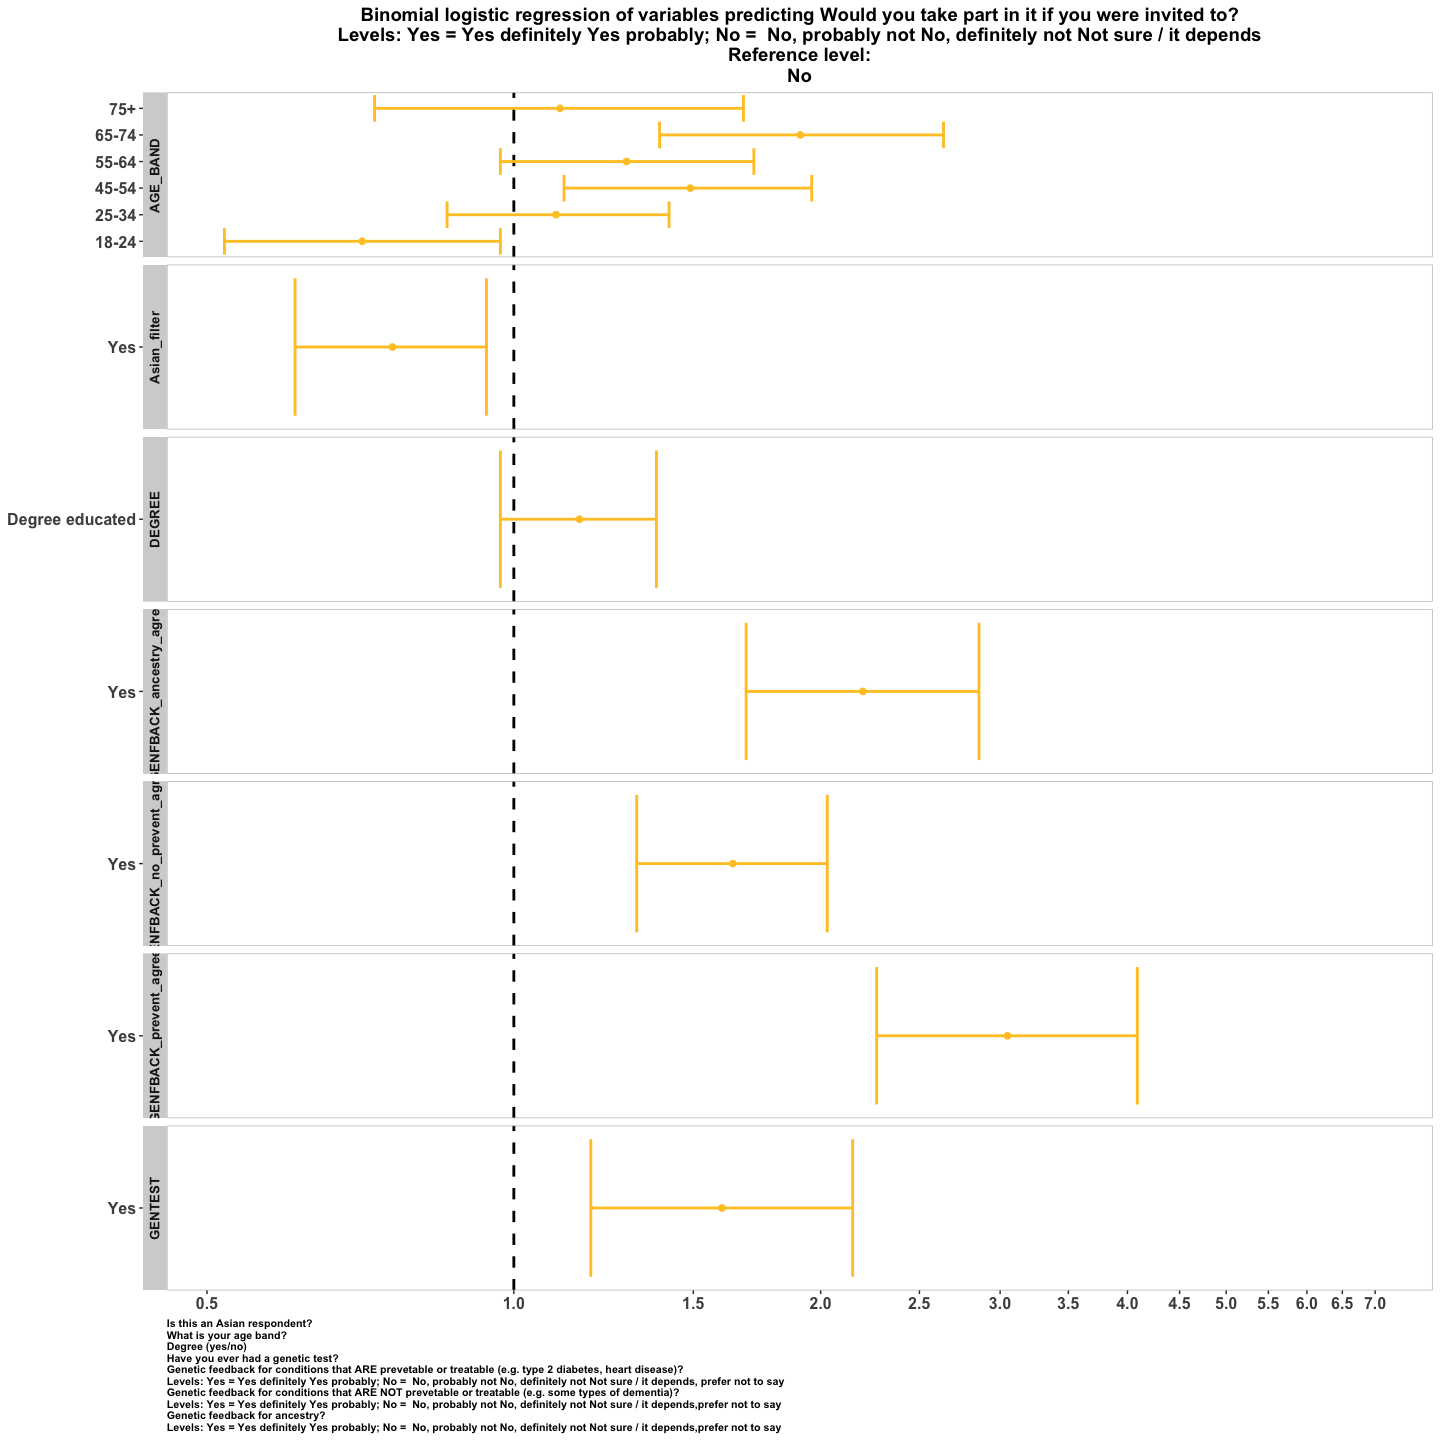 Binomial logistic regression of variables predicting Would you take part in it if you were invited to?
Levels: Yes = Yes definitely Yes probably; No =  No, probably not No, definitely not Not sure / it depends
Reference level:
No
AGE_BAND
75+
65-74
55-64
45-54
25-34
18-24
Asian_filter
Yes
DEGREE
Degree educated
ENFBACK_ancestry_agre
Yes
NFBACK_no_prevent_agr
Yes
GENFBACK_prevent_agree
Yes
GENTEST
Yes
0.5 1.0 1.5 2.0 2.5 3.0 3.5 4.0 4.5 5.0 5.5 6.0 6.5 7.0
Is this an Asian respondent?
What is your age band?
Degree (yes/no)
Have you ever had a genetic test?
Genetic feedback for conditions that ARE prevetable or treatable (e.g. type 2 diabetes, heart disease)?
Levels: Yes = Yes definitely Yes probably; No =  No, probably not No, definitely not Not sure / it depends, prefer not to say
Genetic feedback for conditions that ARE NOT prevetable or treatable (e.g. some types of dementia)?
Levels: Yes = Yes definitely Yes probably; No =  No, probably not No, definitely not Not sure / it depends,prefer not to say
Genetic feedback for ancestry?
Levels: Yes = Yes definitely Yes probably; No =  No, probably not No, definitely not Not sure / it depends,prefer not to say